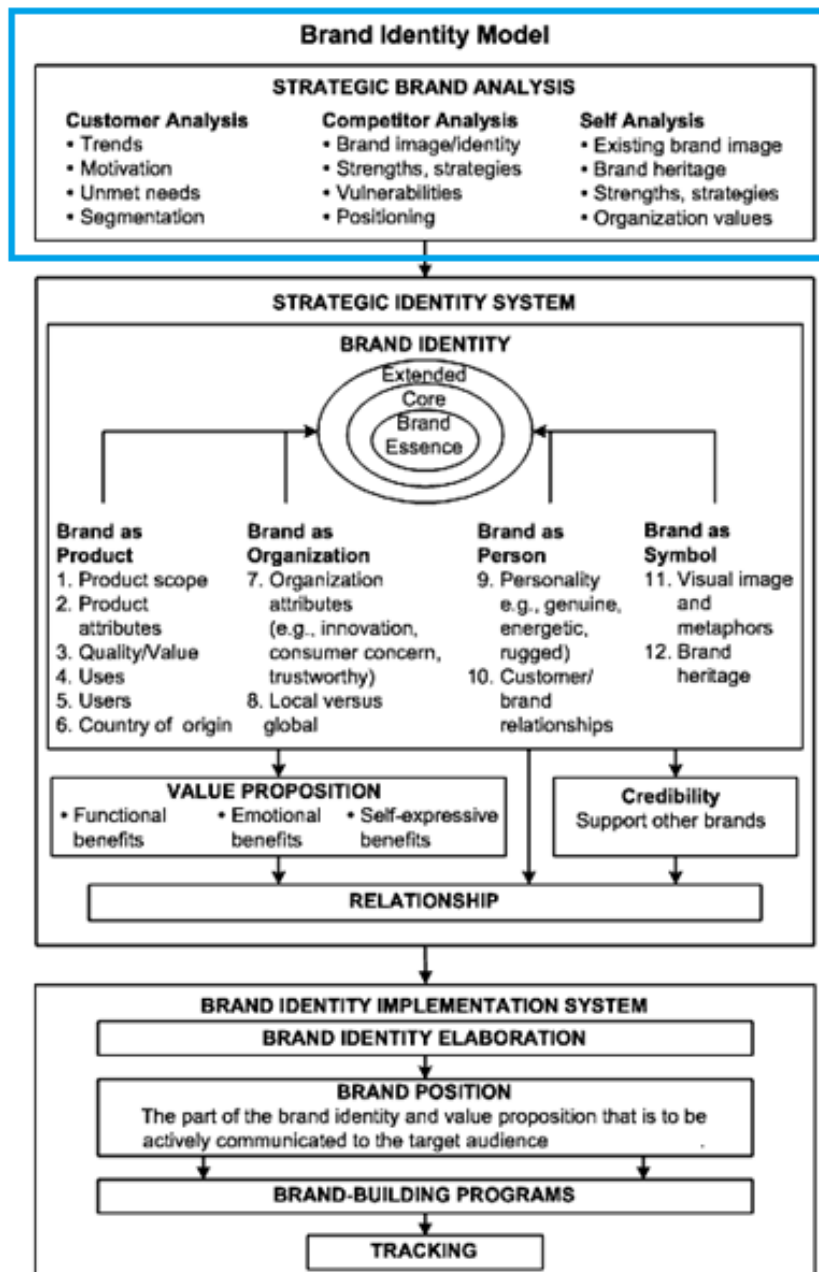 Brand Identity Model
STRATEGIC BRAND ANALYSIS
Customer Analysis
• Trends
• Motivation
• Unmet needs
• Segmentation
Competitor Analysis
• Brand image/identity
• Strengths, strategies
• Vulnerabilities
• Positioning
Self Analysis
• Existing brand image
• Brand heritage
• Strengths, strategies
• Organization values
STRATEGIC IDENTITY SYSTEM
BRAND IDENTITY
Extended
Core
Brand
Essence
Brand as
Product
1. Product scope
2. Product
attributes
3. Quality/Value
4. Uses
5. Users
6. Country of origin
Brand as
Organization
7. Organization
attributes
(e.g., innovation,
consumer concern,
trustworthy)
8. Local versus
global
Brand as
Person
9. Personality
e.g., genuine,
energetic,
rugged)
10. Customer/
brand
relationships
Brand as
Symbol
11. Visual image
and
metaphors
12. Brand
heritage
VALUE PROPOSITION
• Functional
benefits
• Emotional
benefits
• Self-expressive
benefits
Credibility
Support other brands
RELATIONSHIP
BRAND IDENTITY IMPLEMENTATION SYSTEM
BRAND IDENTITY ELABORATION
BRAND POSITION
The part of the brand identity and value proposition that is to be
actively communicated to the target audience .
BRAND-BUILDING PROGRAMS
TRACKING